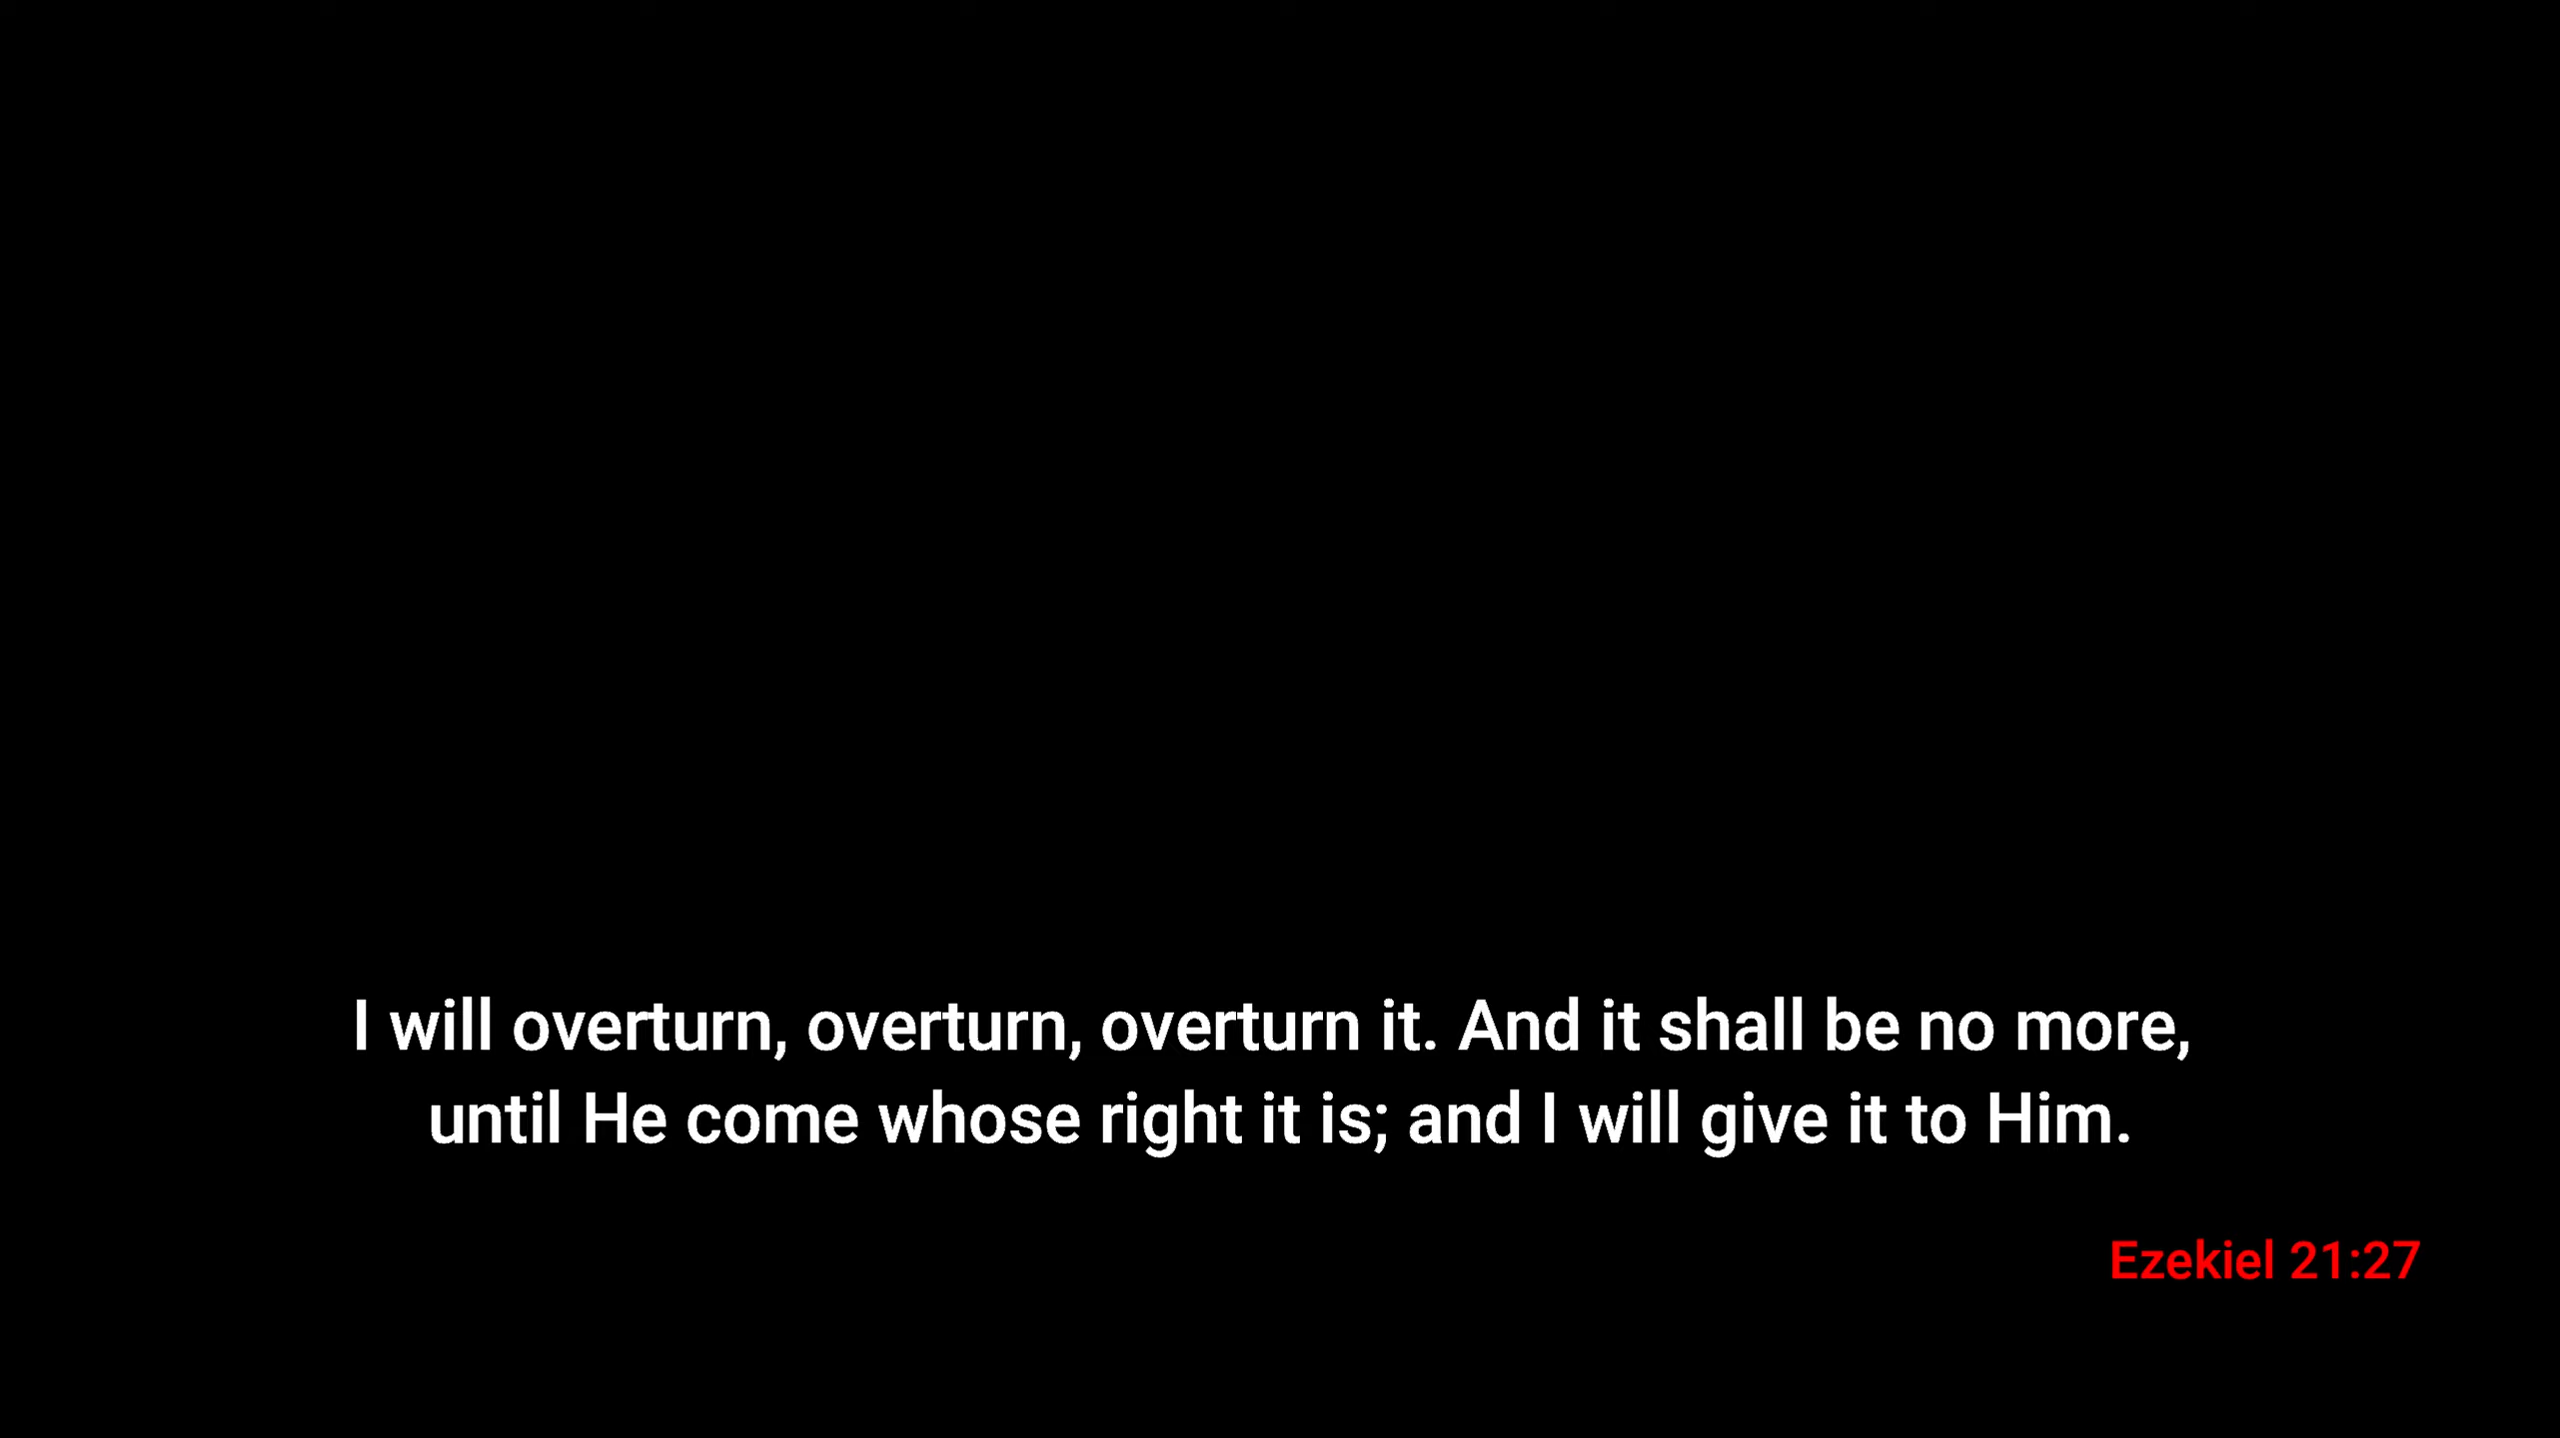 I will overturn, overturn, overturn it. And it shall be no more,
until He come whose right it is; and I will give it to Him.
Ezekiel 21:27